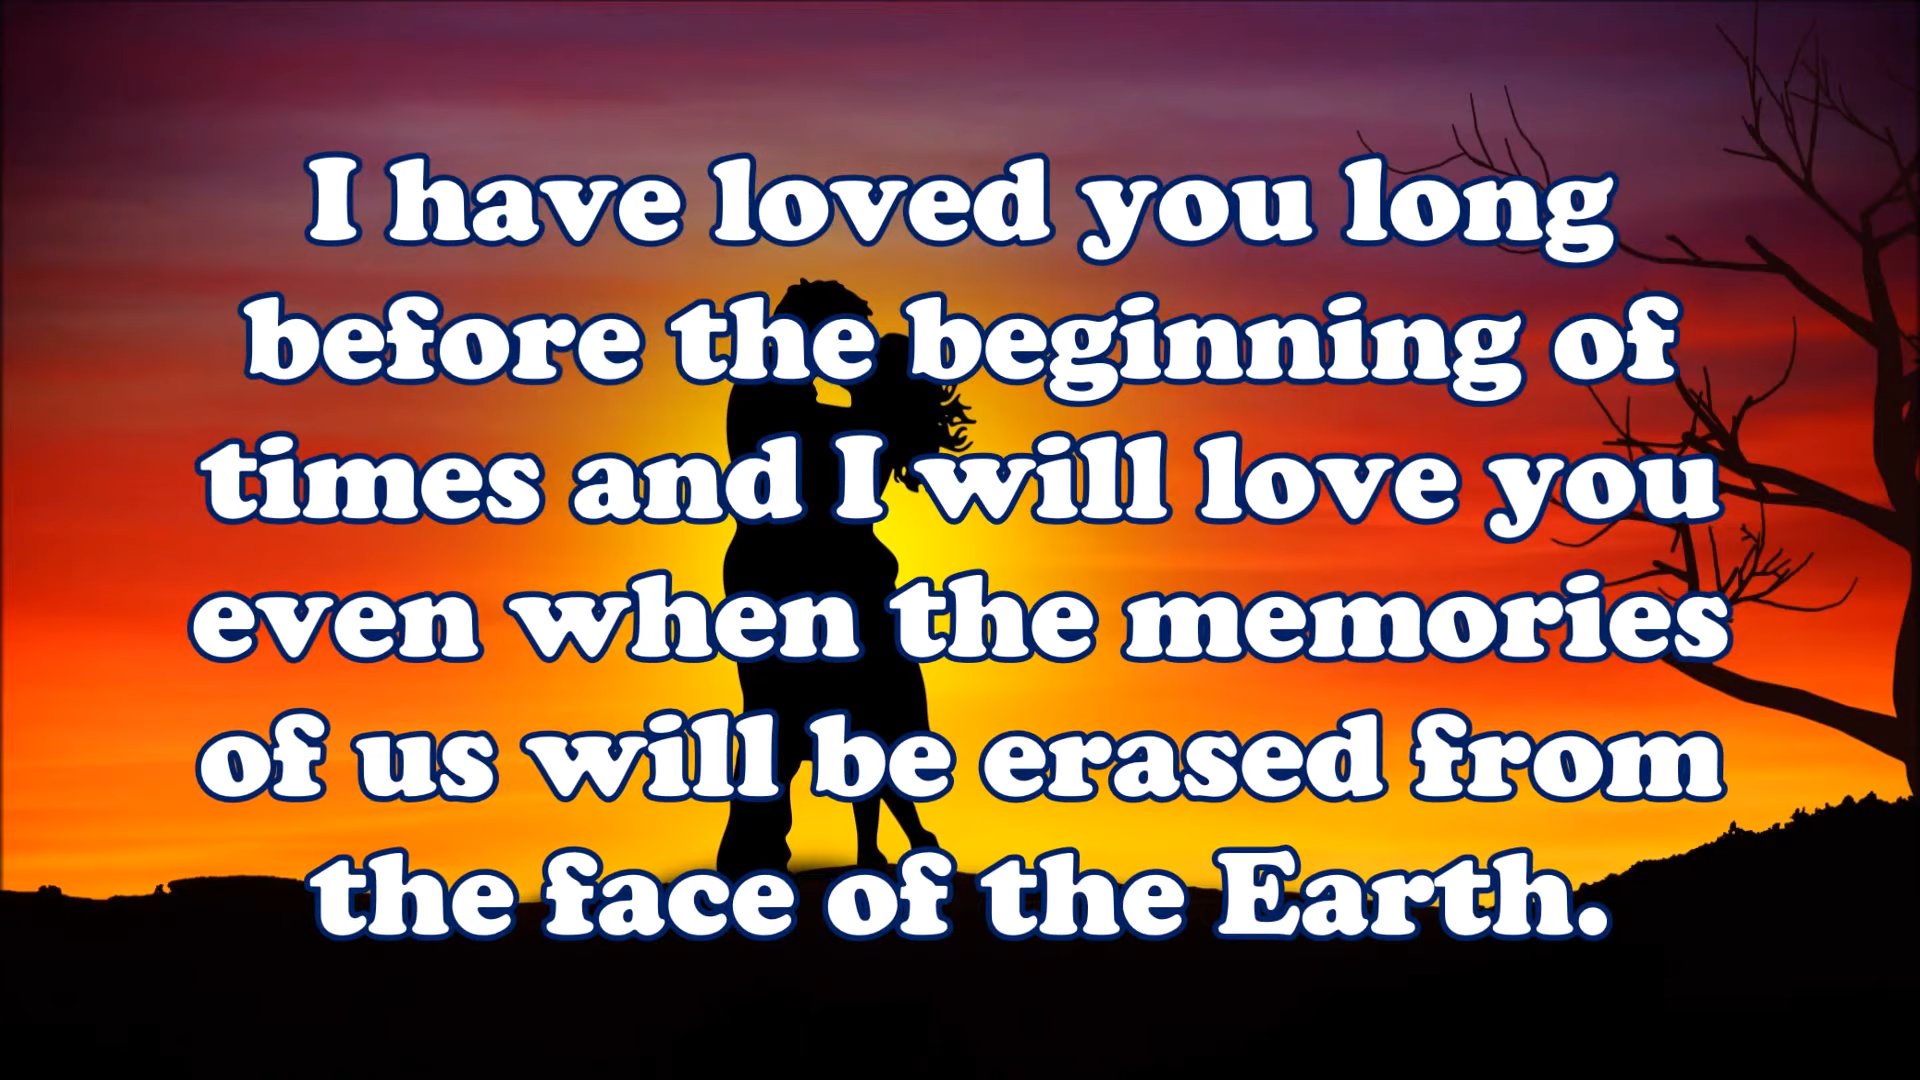 I have loved you long
before the beginning of
times and I will love you
even when the memories
of us will be erased from
the face of the Earth.